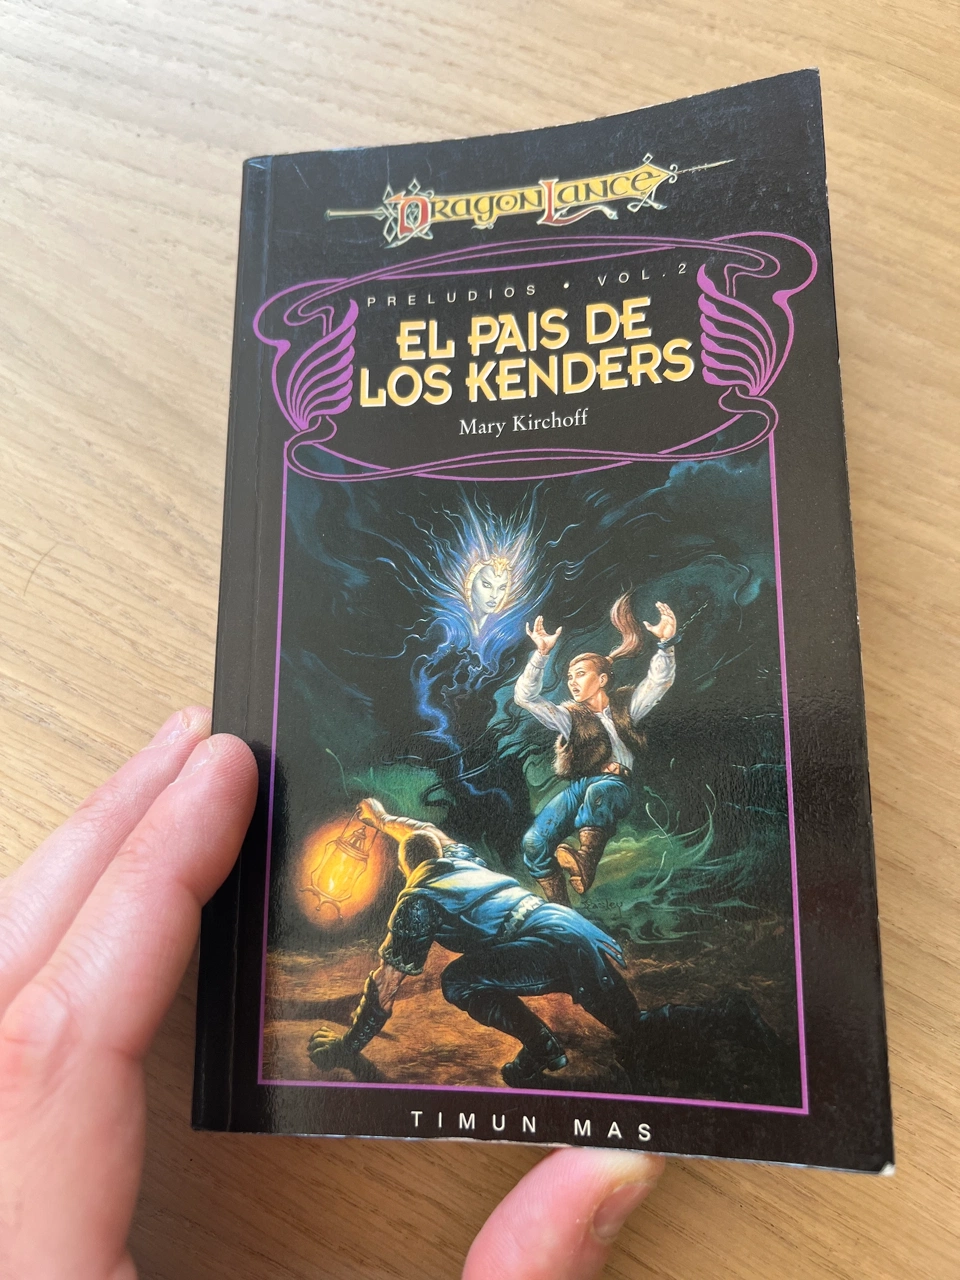 DRAGONLANCE
PRELUDIOS • VOL. 2
EL PAIS DE
LOS KENDERS
Mary Kirchoff
TIMUN MAS